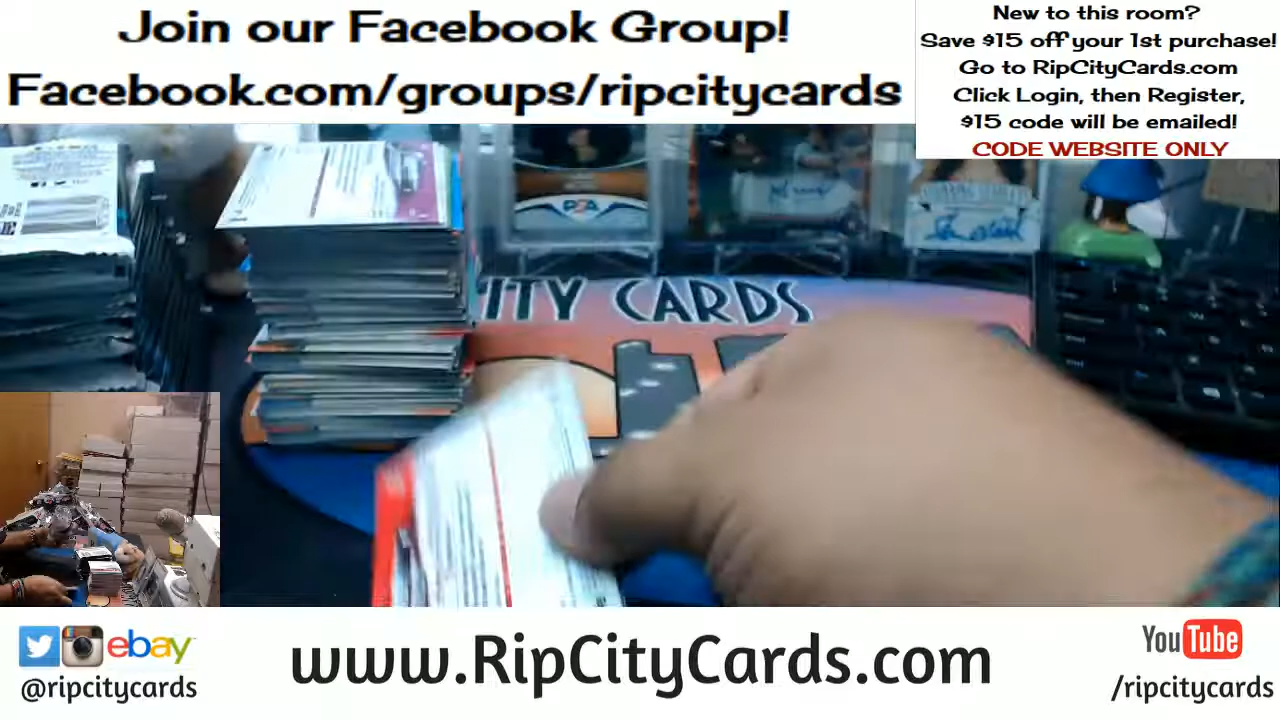 Join our Facebook Group!
Facebook.com/groups/ripcitycards
New to this room?
Save $15 off your 1st purchase!
Go to RipCityCards.com
Click Login, then Register,
$15 code will be emailed!
CODE WEBSITE ONLY
PSA
ITY CARDS
ebay
@ripcitycards
www.RipCityCards.com
YouTube
/ripcitycards